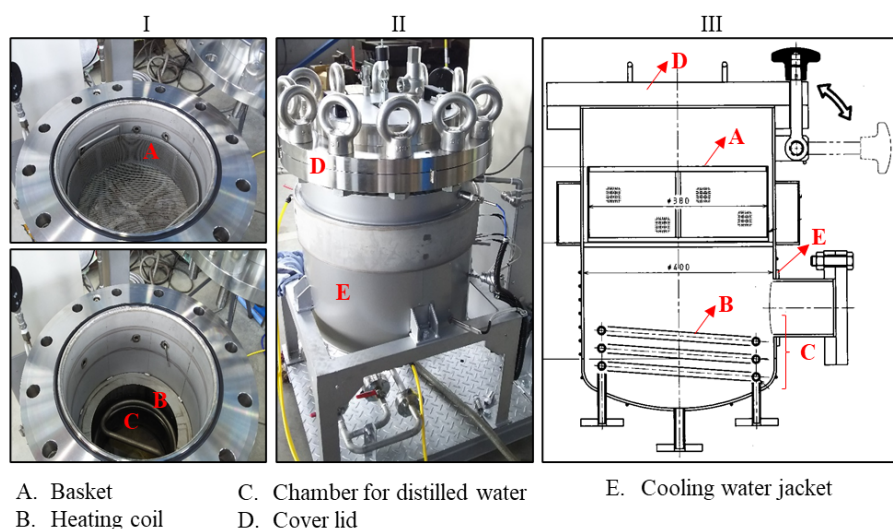 I II III
A
B
C
D
E
D
A
ø380
E
ø400
B
C
A. Basket C. Chamber for distilled water E. Cooling water jacket
B. Heating coil D. Cover lid